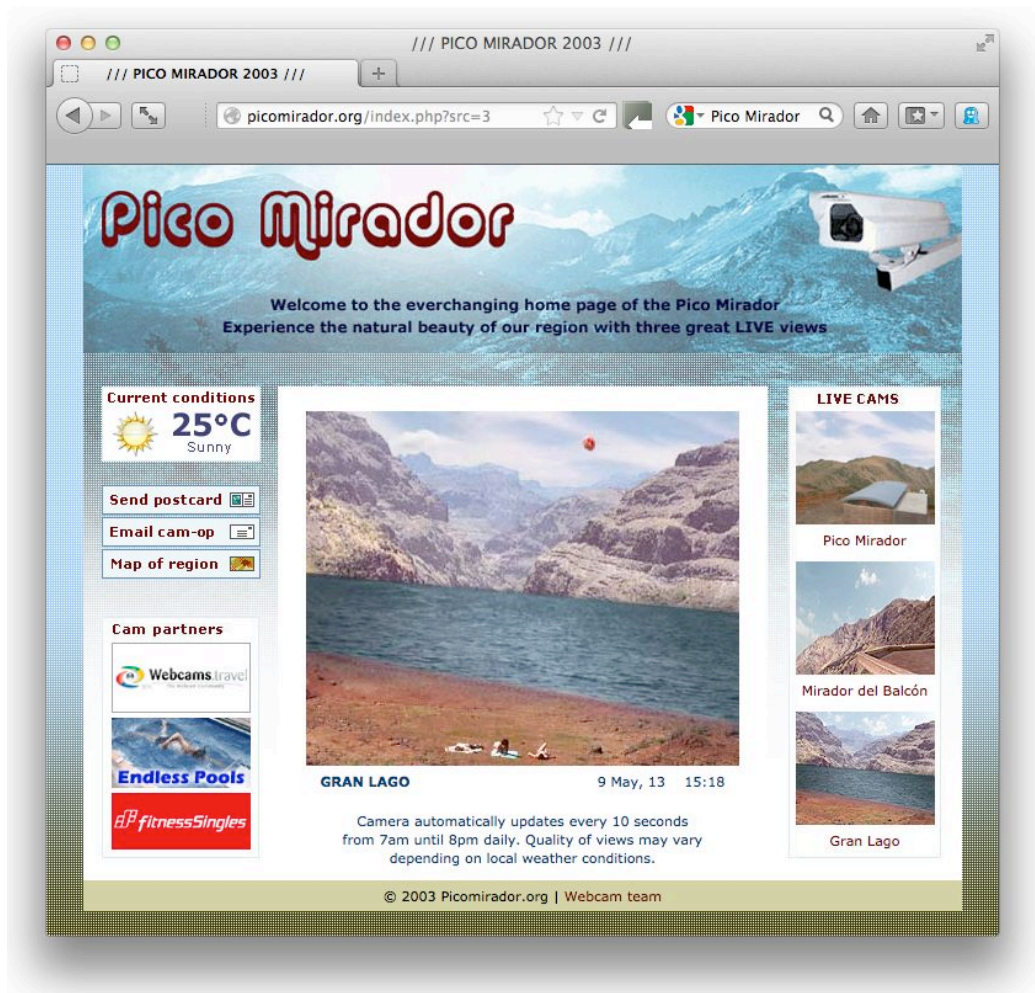 /// PICO MIRADOR 2003 ///
/// PICO MIRADOR 2003 ///
picomirador.org/index.php?src=3
Pico Mirador
Pico Mirador
Welcome to the everchanging home page of the Pico Mirador
Experience the natural beauty of our region with three great LIVE views
Current conditions
25°C
Sunny
Send postcard
Email cam-op
Map of region
Cam partners
Webcams.travel
Endless Pools
fitnessSingles
GRAN LAGO 9 May, 13 15:18
Camera automatically updates every 10 seconds
from 7am until 8pm daily. Quality of views may vary
depending on local weather conditions.
LIVE CAMS
Pico Mirador
Mirador del Balcón
Gran Lago
© 2003 Picomirador.org | Webcam team